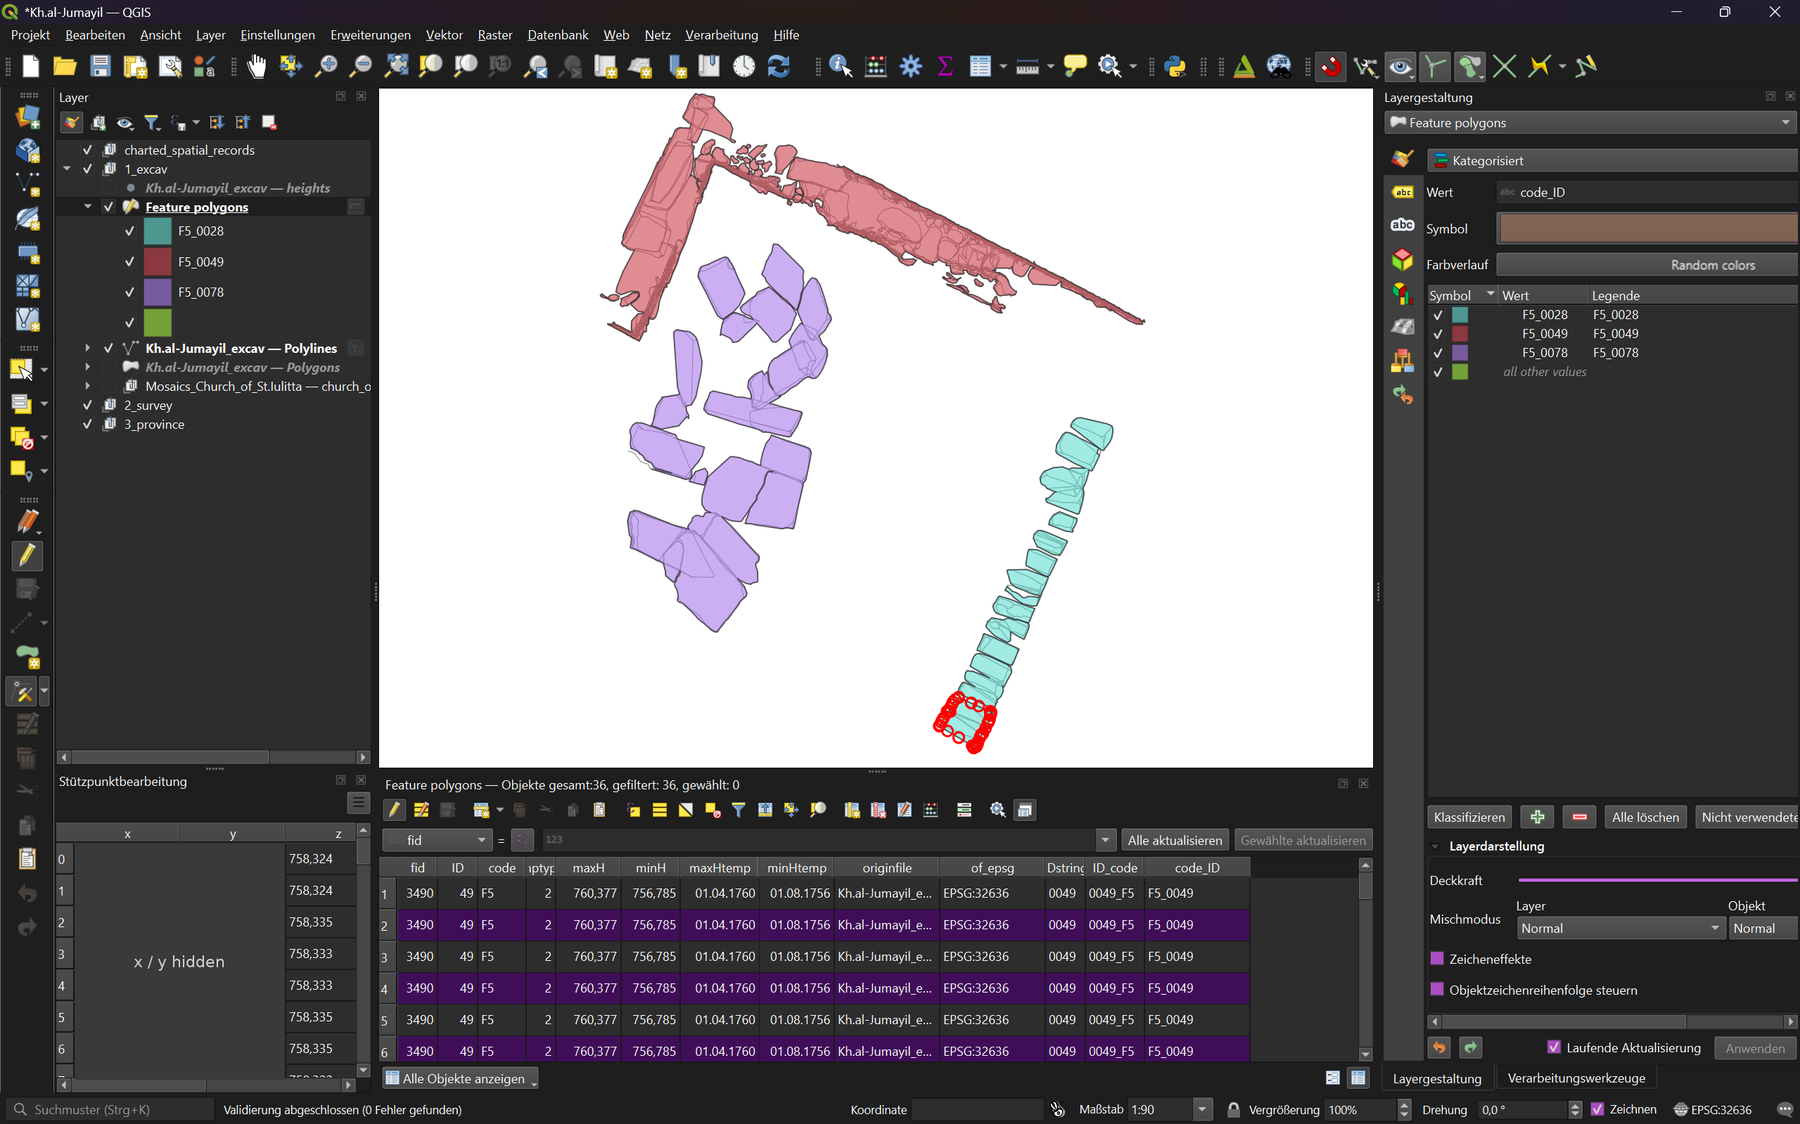 *Kh.al-Jumayil — QGIS
Projekt Bearbeiten Ansicht Layer Einstellungen Erweiterungen Vektor Raster Datenbank Web Netz Verarbeitung Hilfe
Layer
charted_spatial_records
1_excav
Kh.al-Jumayil_excav — heights
Feature polygons
F5_0028
F5_0049
F5_0078
Kh.al-Jumayil_excav — Polylines
Kh.al-Jumayil_excav — Polygons
Mosaics_Church_of_St.Iulitta — church_o
2_survey
3_province
Stützpunktbearbeitung
x y z
0 758,324
1 758,324
2 758,335
3 758,333
4 758,333
5 758,335
6 758,335
x / y hidden
Feature polygons — Objekte gesamt:36, gefiltert: 36, gewählt: 0
123 fid = 123 Alle aktualisieren Gewählte aktualisieren
fid ID code maxH minH maxHtemp minHtemp originfile of_epsg Dstring ID_code code_ID
1 3490 49 F5 2 760,377 756,785 01.04.1760 01.08.1756 Kh.al-Jumayil_e... EPSG:32636 0049 0049_F5 F5_0049
2 3490 49 F5 2 760,377 756,785 01.04.1760 01.08.1756 Kh.al-Jumayil_e... EPSG:32636 0049 0049_F5 F5_0049
3 3490 49 F5 2 760,377 756,785 01.04.1760 01.08.1756 Kh.al-Jumayil_e... EPSG:32636 0049 0049_F5 F5_0049
4 3490 49 F5 2 760,377 756,785 01.04.1760 01.08.1756 Kh.al-Jumayil_e... EPSG:32636 0049 0049_F5 F5_0049
5 3490 49 F5 2 760,377 756,785 01.04.1760 01.08.1756 Kh.al-Jumayil_e... EPSG:32636 0049 0049_F5 F5_0049
6 3490 49 F5 2 760,377 756,785 01.04.1760 01.08.1756 Kh.al-Jumayil_e... EPSG:32636 0049 0049_F5 F5_0049
Alle Objekte anzeigen
Layergestaltung
Feature polygons
Kategorisiert
Wert abc code_ID
Symbol
Farbverlauf Random colors
Symbol Wert Legende
F5_0028 F5_0028
F5_0049 F5_0049
F5_0078 F5_0078
all other values
Klassifizieren Alle löschen Nicht verwendete
Layerdarstellung
Deckkraft
Layer Objekt
Mischmodus Normal Normal
Zeicheneffekte
Objektzeichenreihenfolge steuern
Laufende Aktualisierung Anwenden
Layergestaltung Verarbeitungswerkzeuge
Suchmuster (Strg+K) Validierung abgeschlossen (0 Fehler gefunden) Koordinate Maßstab 1:90 Vergrößerung 100% Drehung 0,0 ° Zeichnen EPSG:32636